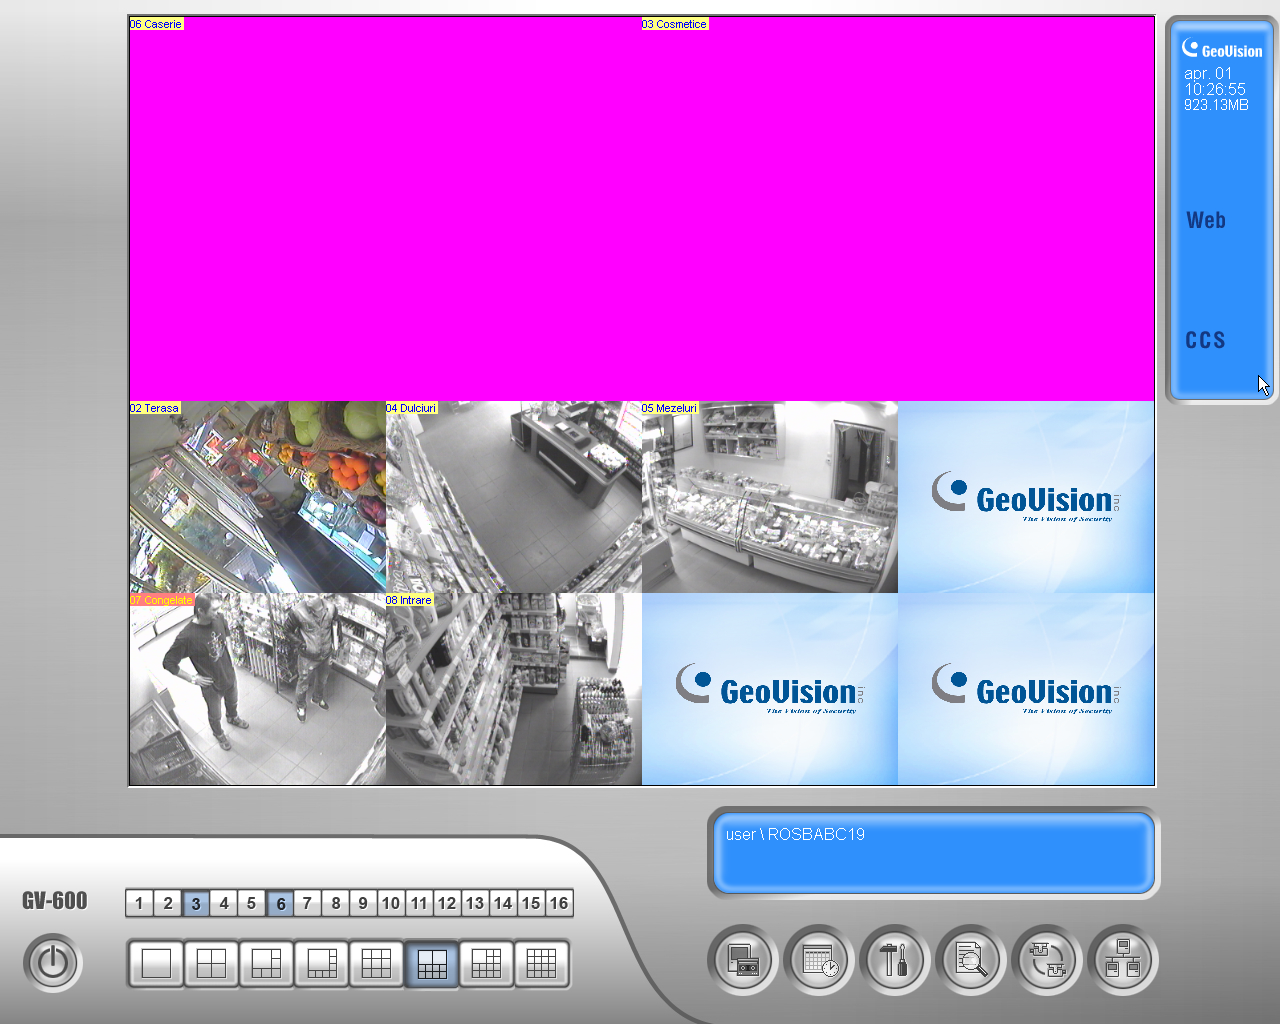 06 Caserie
03 Cosmetice
GeoVision
apr. 01
10:26:55
923.13MB
Web
CCS
02 Terasa
04 Dulciuri
05 Mezeluri
GeoVision inc
The Vision of Security
07 Congelate
08 Intrare
GeoVision inc
The Vision of Security
GeoVision inc
The Vision of Security
user \ ROSBABC19
GV-600
1 2 3 4 5 6 7 8 9 10 11 12 13 14 15 16